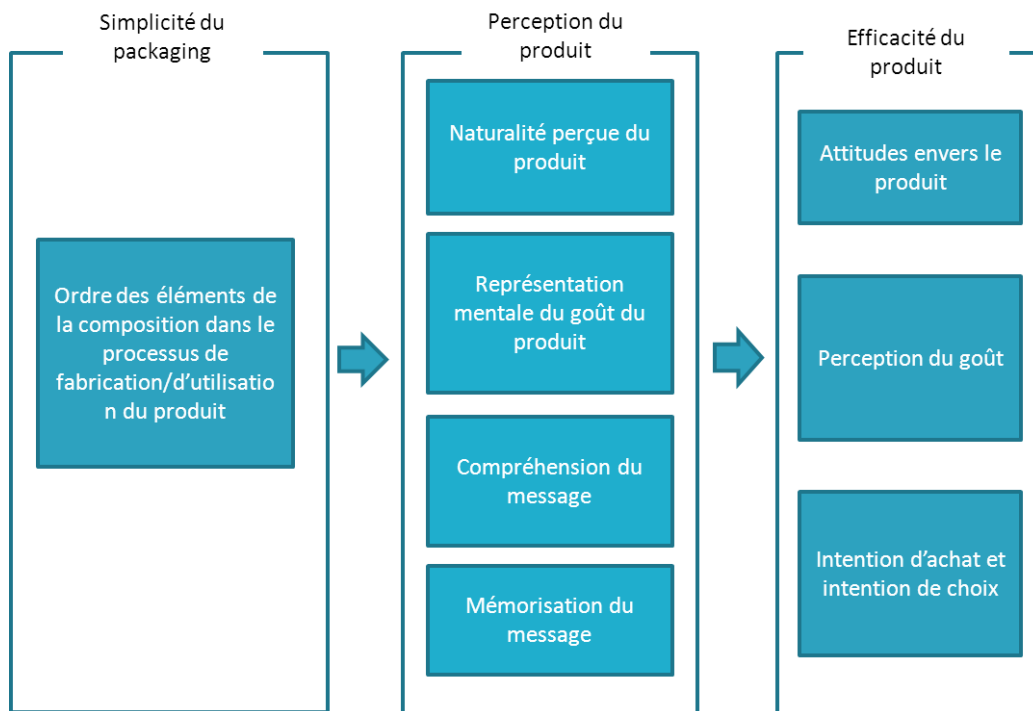 Simplicité du
packaging
Ordre des éléments de
la composition dans le
processus de
fabrication/d'utilisatio
n du produit
Perception du
produit
Naturalité perçue du
produit
Représentation
mentale du goût du
produit
Compréhension du
message
Mémorisation du
message
Efficacité du
produit
Attitudes envers le
produit
Perception du goût
Intention d'achat et
intention de choix